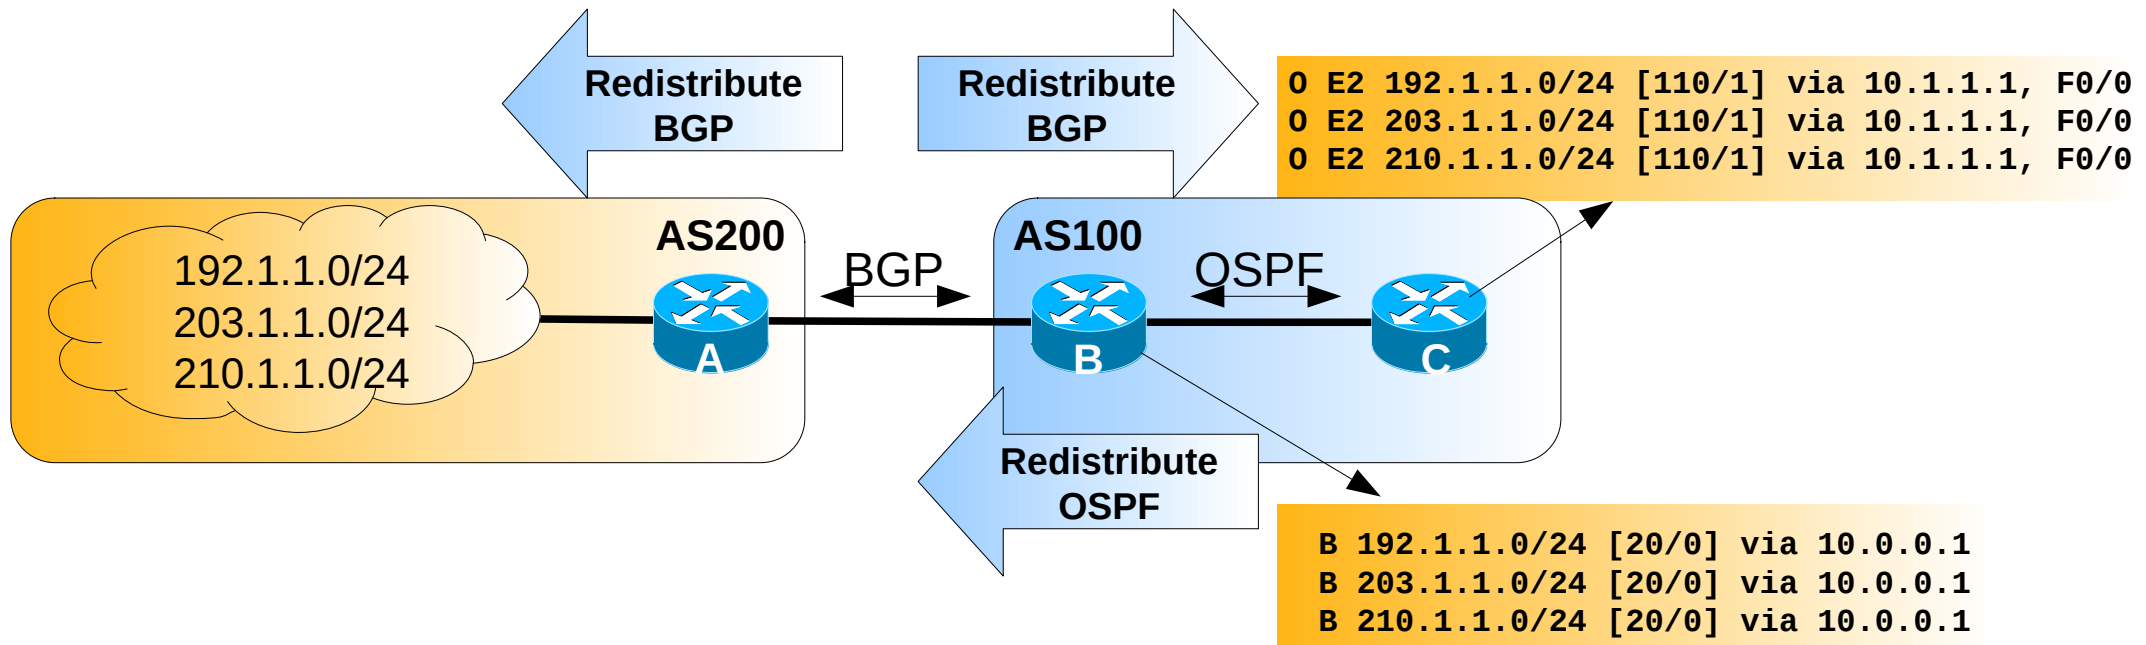 Redistribute
BGP
Redistribute
BGP
O E2 192.1.1.0/24 [110/1] via 10.1.1.1, F0/0
O E2 203.1.1.0/24 [110/1] via 10.1.1.1, F0/0
O E2 210.1.1.0/24 [110/1] via 10.1.1.1, F0/0
AS200
AS100
192.1.1.0/24
203.1.1.0/24
210.1.1.0/24
BGP
OSPF
A
B
C
Redistribute
OSPF
B 192.1.1.0/24 [20/0] via 10.0.0.1
B 203.1.1.0/24 [20/0] via 10.0.0.1
B 210.1.1.0/24 [20/0] via 10.0.0.1